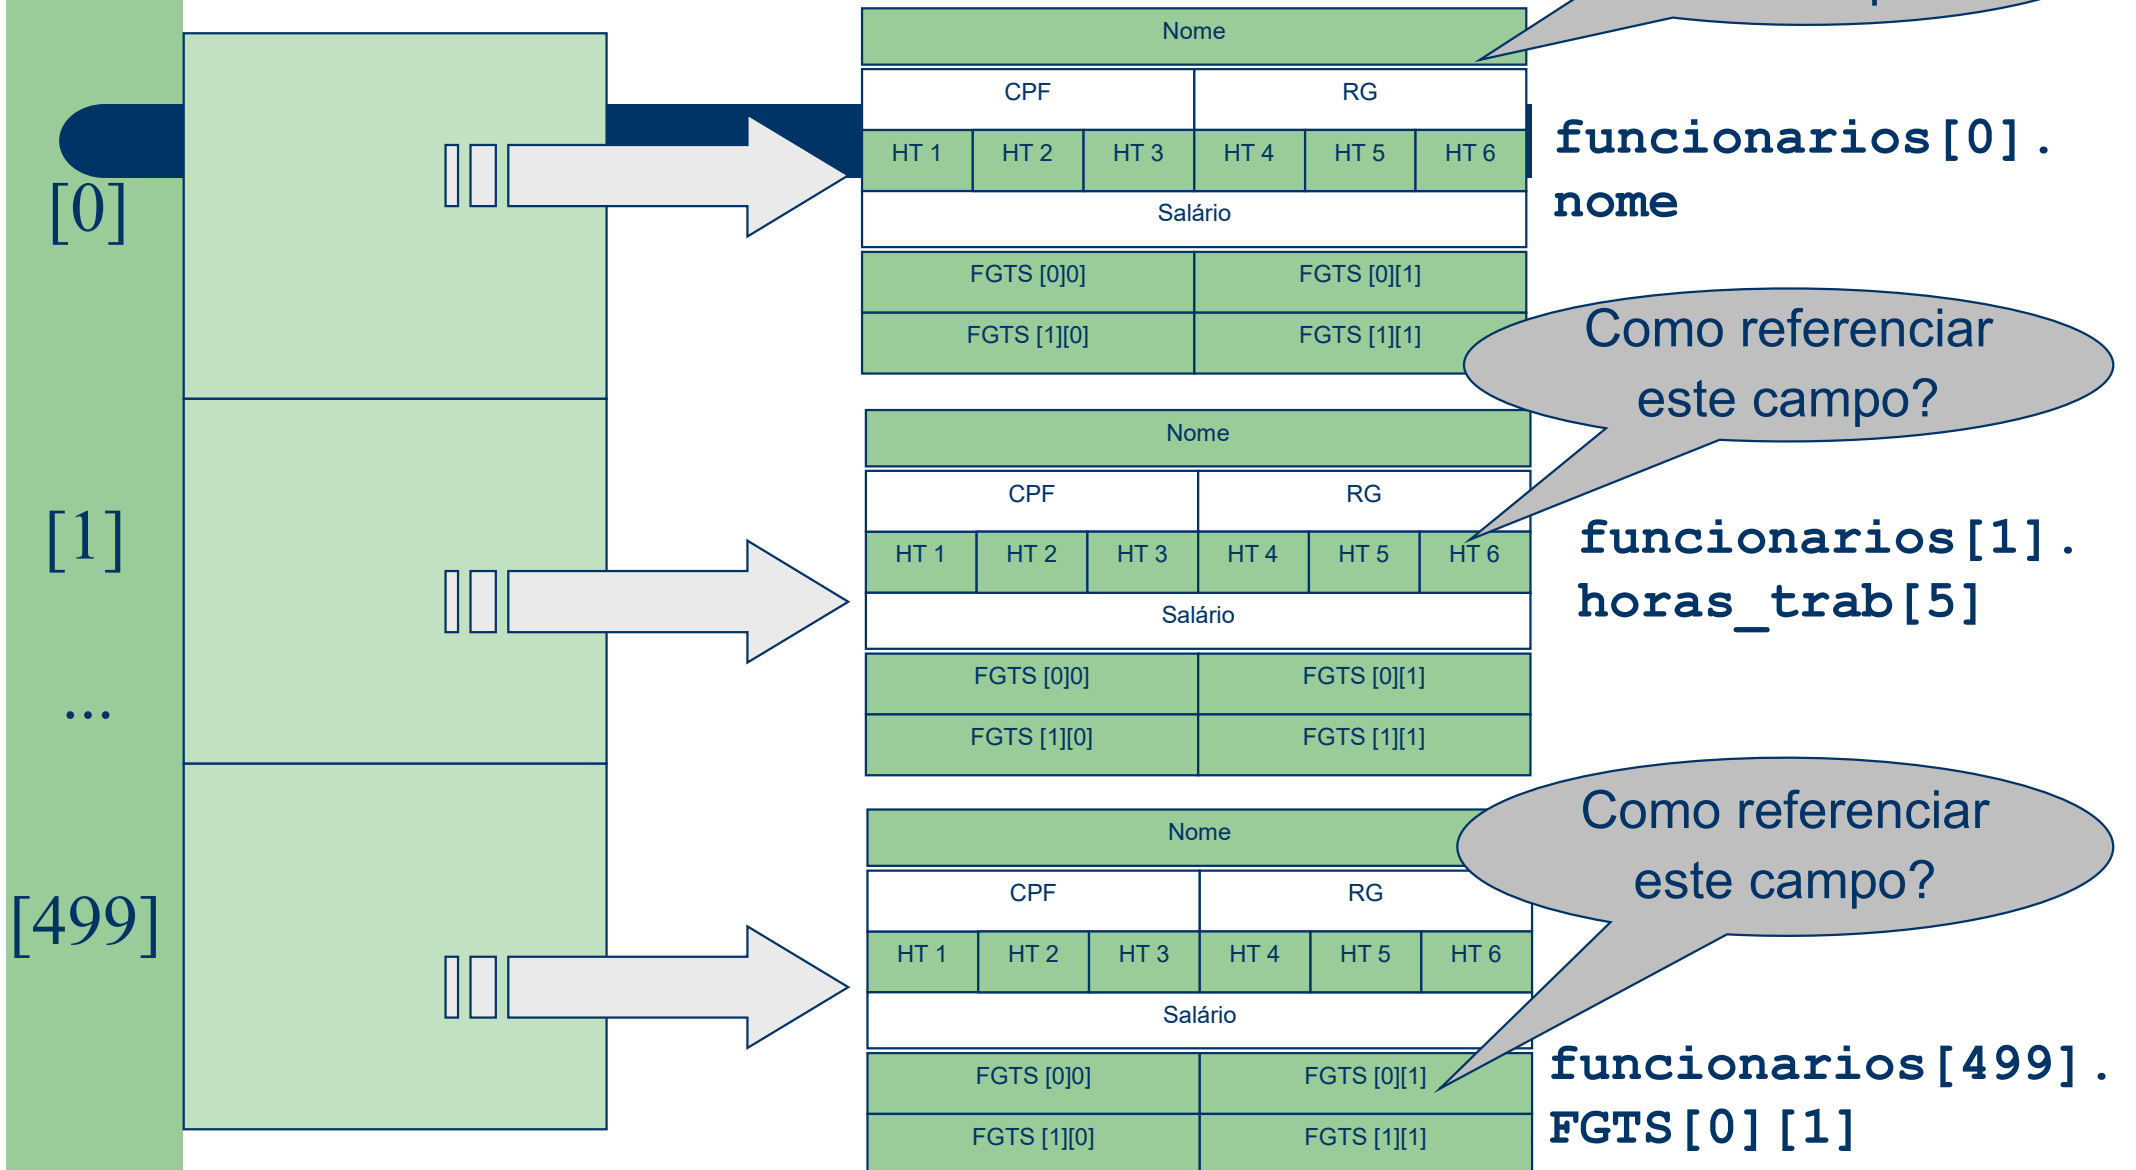 Nome
CPF RG
HT 1 HT 2 HT 3 HT 4 HT 5 HT 6
Salário
FGTS [0]0] FGTS [0][1]
FGTS [1][0] FGTS [1][1]
[0]
funcionarios[0].
nome
Como referenciar
este campo?
Nome
CPF RG
HT 1 HT 2 HT 3 HT 4 HT 5 HT 6
Salário
FGTS [0]0] FGTS [0][1]
FGTS [1][0] FGTS [1][1]
[1]
...
funcionarios[1].
horas_trab[5]
Como referenciar
este campo?
Nome
CPF RG
HT 1 HT 2 HT 3 HT 4 HT 5 HT 6
Salário
FGTS [0]0] FGTS [0][1]
FGTS [1][0] FGTS [1][1]
[499]
funcionarios[499].
FGTS[0][1]